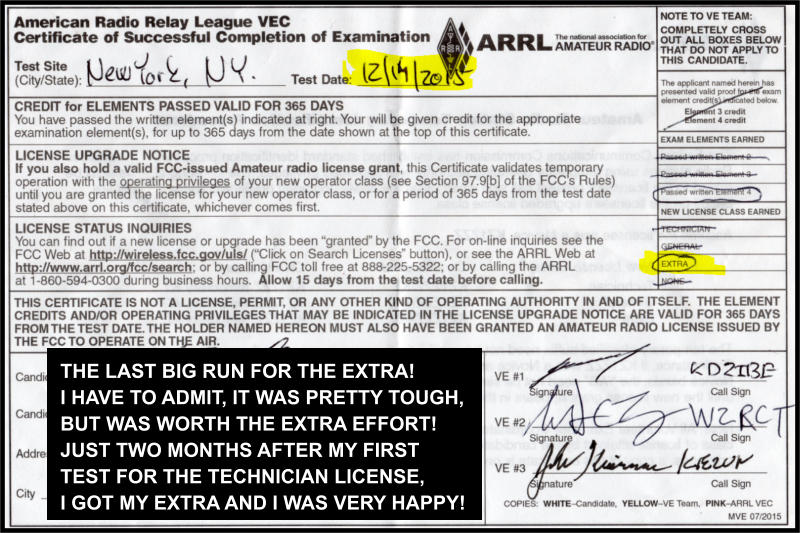 American Radio Relay League VEC
Certificate of Successful Completion of Examination
ARRL The national association for AMATEUR RADIO®
Test Site
(City/State): New York, NY. Test Date: 12/14/2015
CREDIT for ELEMENTS PASSED VALID FOR 365 DAYS
You have passed the written element(s) indicated at right. Your will be given credit for the appropriate
examination element(s), for up to 365 days from the date shown at the top of this certificate.
LICENSE UPGRADE NOTICE
If you also hold a valid FCC-issued Amateur radio license grant, this Certificate validates temporary
operation with the operating privileges of your new operator class (see Section 97.9[b] of the FCC's Rules)
until you are granted the license for your new operator class, or for a period of 365 days from the test date
stated above on this certificate, whichever comes first.
LICENSE STATUS INQUIRIES
You can find out if a new license or upgrade has been "granted" by the FCC. For on-line inquiries see the
FCC Web at http://wireless.fcc.gov/uls/ ("Click on Search Licenses" button), or see the ARRL Web at
http://www.arrl.org/fcc/search; or by calling FCC toll free at 888-225-5322; or by calling the ARRL
at 1-860-594-0300 during business hours. Allow 15 days from the test date before calling.
THIS CERTIFICATE IS NOT A LICENSE, PERMIT, OR ANY OTHER KIND OF OPERATING AUTHORITY IN AND OF ITSELF. THE ELEMENT
CREDITS AND/OR OPERATING PRIVILEGES THAT MAY BE INDICATED IN THE LICENSE UPGRADE NOTICE ARE VALID FOR 365 DAYS
FROM THE TEST DATE. THE HOLDER NAMED HEREON MUST ALSO HAVE BEEN GRANTED AN AMATEUR RADIO LICENSE ISSUED BY
THE FCC TO OPERATE ON THE AIR.
NOTE TO VE TEAM:
COMPLETELY CROSS
OUT ALL BOXES BELOW
THAT DO NOT APPLY TO
THIS CANDIDATE.
The applicant named herein has
presented valid proof for the exam
element credit(s) indicated below.
Element 3 credit
Element 4 credit
EXAM ELEMENTS EARNED
Passed written Element 2
Passed written Element 3
Passed written Element 4
NEW LICENSE CLASS EARNED
TECHNICIAN
GENERAL
EXTRA
NONE
THE LAST BIG RUN FOR THE EXTRA!
I HAVE TO ADMIT, IT WAS PRETTY TOUGH,
BUT WAS WORTH THE EXTRA EFFORT!
JUST TWO MONTHS AFTER MY FIRST
TEST FOR THE TECHNICIAN LICENSE,
I GOT MY EXTRA AND I WAS VERY HAPPY!
City
VE #1
Signature Call Sign
VE #2 W2RCT
Signature Call Sign
VE #3
Signature Call Sign
COPIES: WHITE–Candidate, YELLOW–VE Team, PINK–ARRL VEC
MVE 07/2015